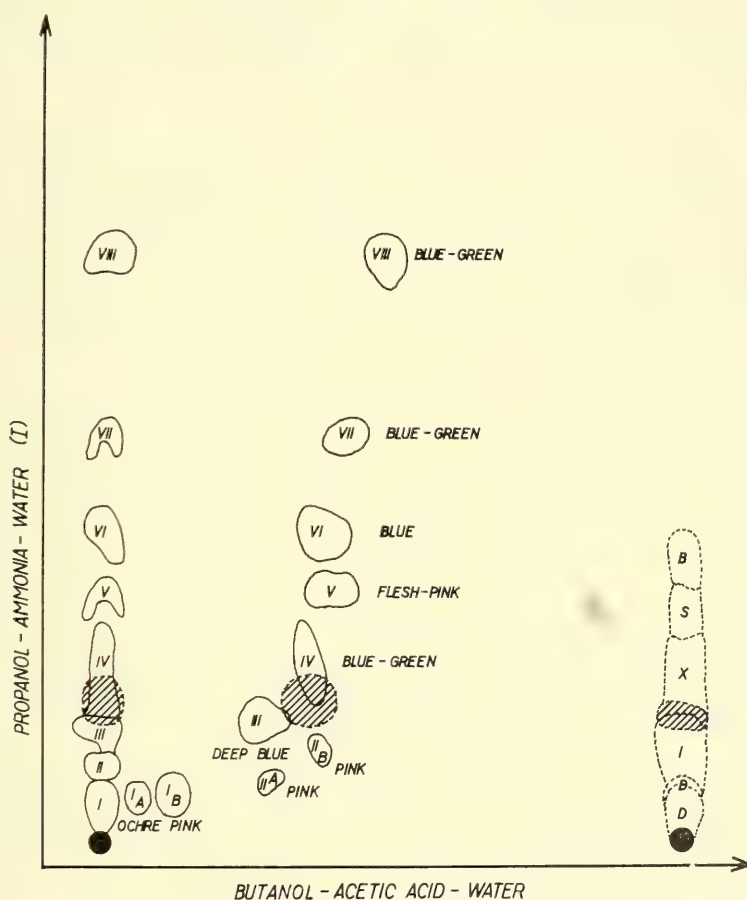 PROPANOL - AMMONIA - WATER (I)
VIII VIII BLUE - GREEN
VII VII BLUE - GREEN
VI VI BLUE
B
V V FLESH-PINK
S
IV IV BLUE-GREEN
X
III III
DEEP BLUE
II II B PINK
I
II A PINK
I I A I B
B
OCHRE PINK
D
BUTANOL - ACETIC ACID - WATER